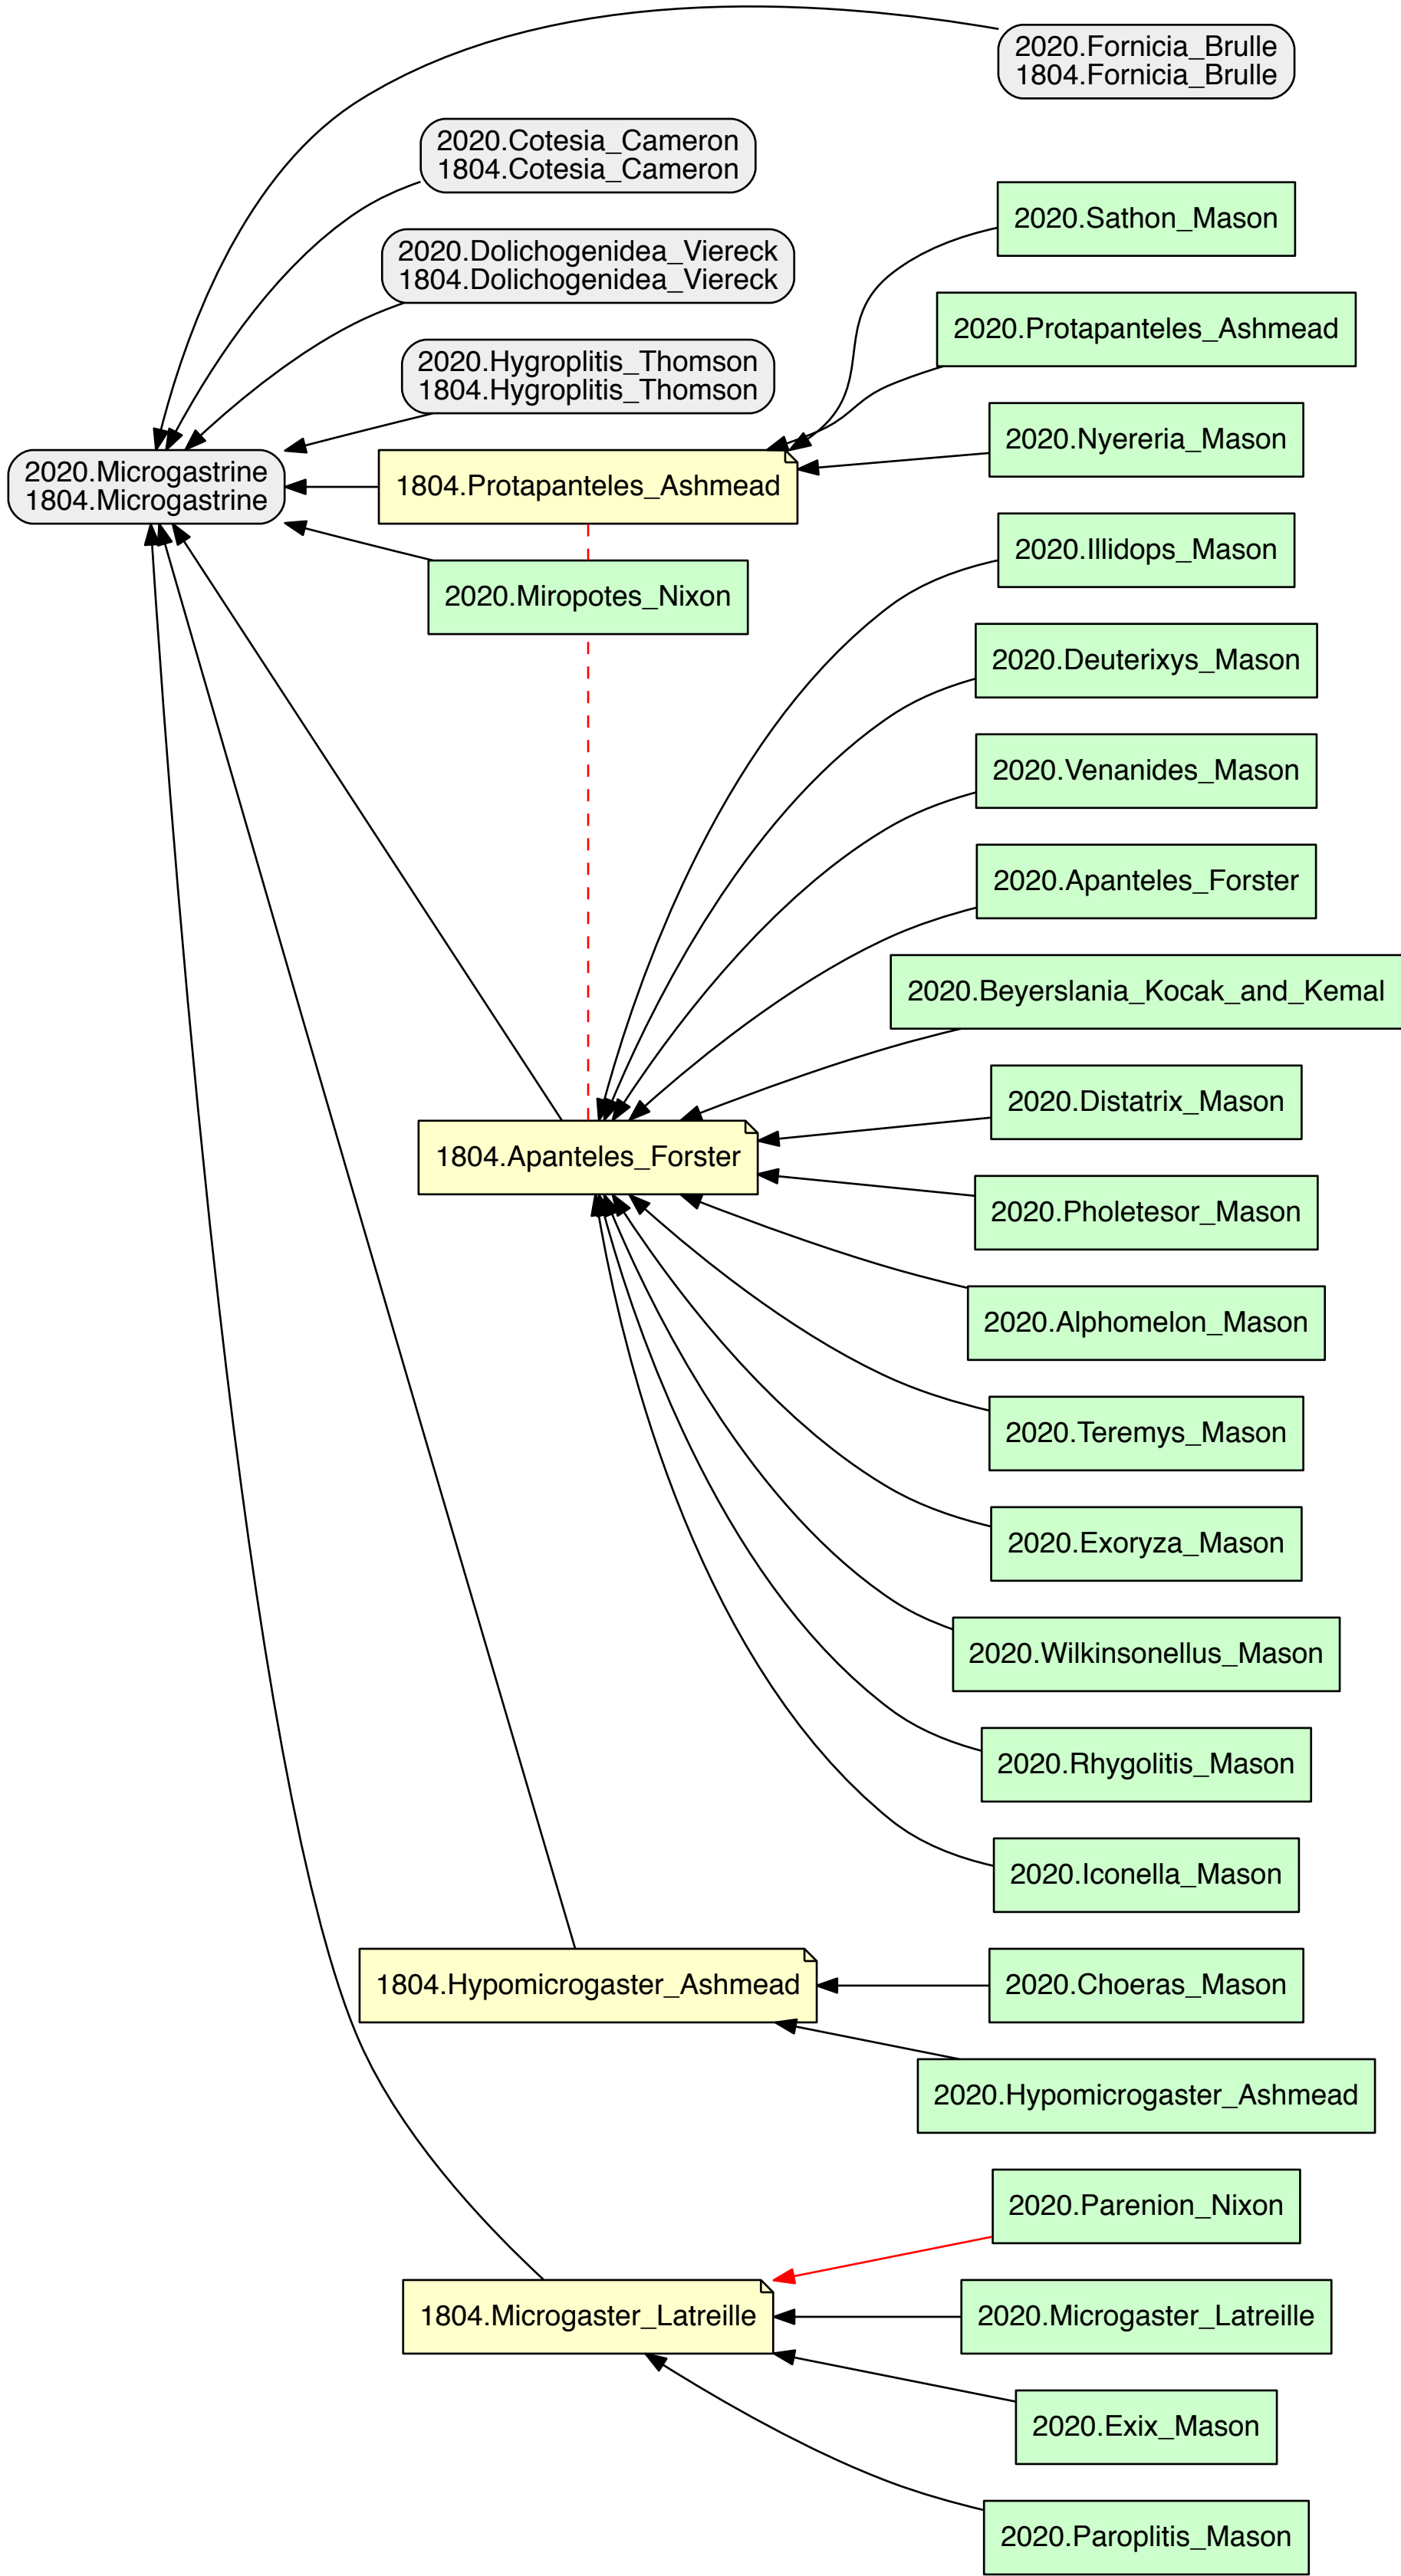 2020.Fornicia_Brulle
1804.Fornicia_Brulle
2020.Cotesia_Cameron
1804.Cotesia_Cameron
2020.Sathon_Mason
2020.Dolichogenidea_Viereck
1804.Dolichogenidea_Viereck
2020.Protapanteles_Ashmead
2020.Hygroplitis_Thomson
1804.Hygroplitis_Thomson
2020.Nyereria_Mason
2020.Microgastrine
1804.Microgastrine
1804.Protapanteles_Ashmead
2020.Illidops_Mason
2020.Miropotes_Nixon
2020.Deuterixys_Mason
2020.Venanides_Mason
2020.Apanteles_Forster
2020.Beyerslania_Kocak_and_Kemal
2020.Distatrix_Mason
1804.Apanteles_Forster
2020.Pholetesor_Mason
2020.Alphomelon_Mason
2020.Teremys_Mason
2020.Exoryza_Mason
2020.Wilkinsonellus_Mason
2020.Rhygolitis_Mason
2020.Iconella_Mason
1804.Hypomicrogaster_Ashmead
2020.Choeras_Mason
2020.Hypomicrogaster_Ashmead
2020.Parenion_Nixon
1804.Microgaster_Latreille
2020.Microgaster_Latreille
2020.Exix_Mason
2020.Paroplitis_Mason